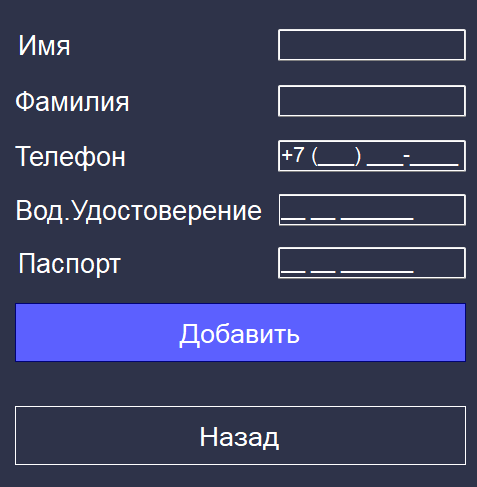 Имя
Фамилия
Телефон +7 (___) ___-____
Вод.Удостоверение __ __ ______
Паспорт __ __ ______
Добавить
Назад